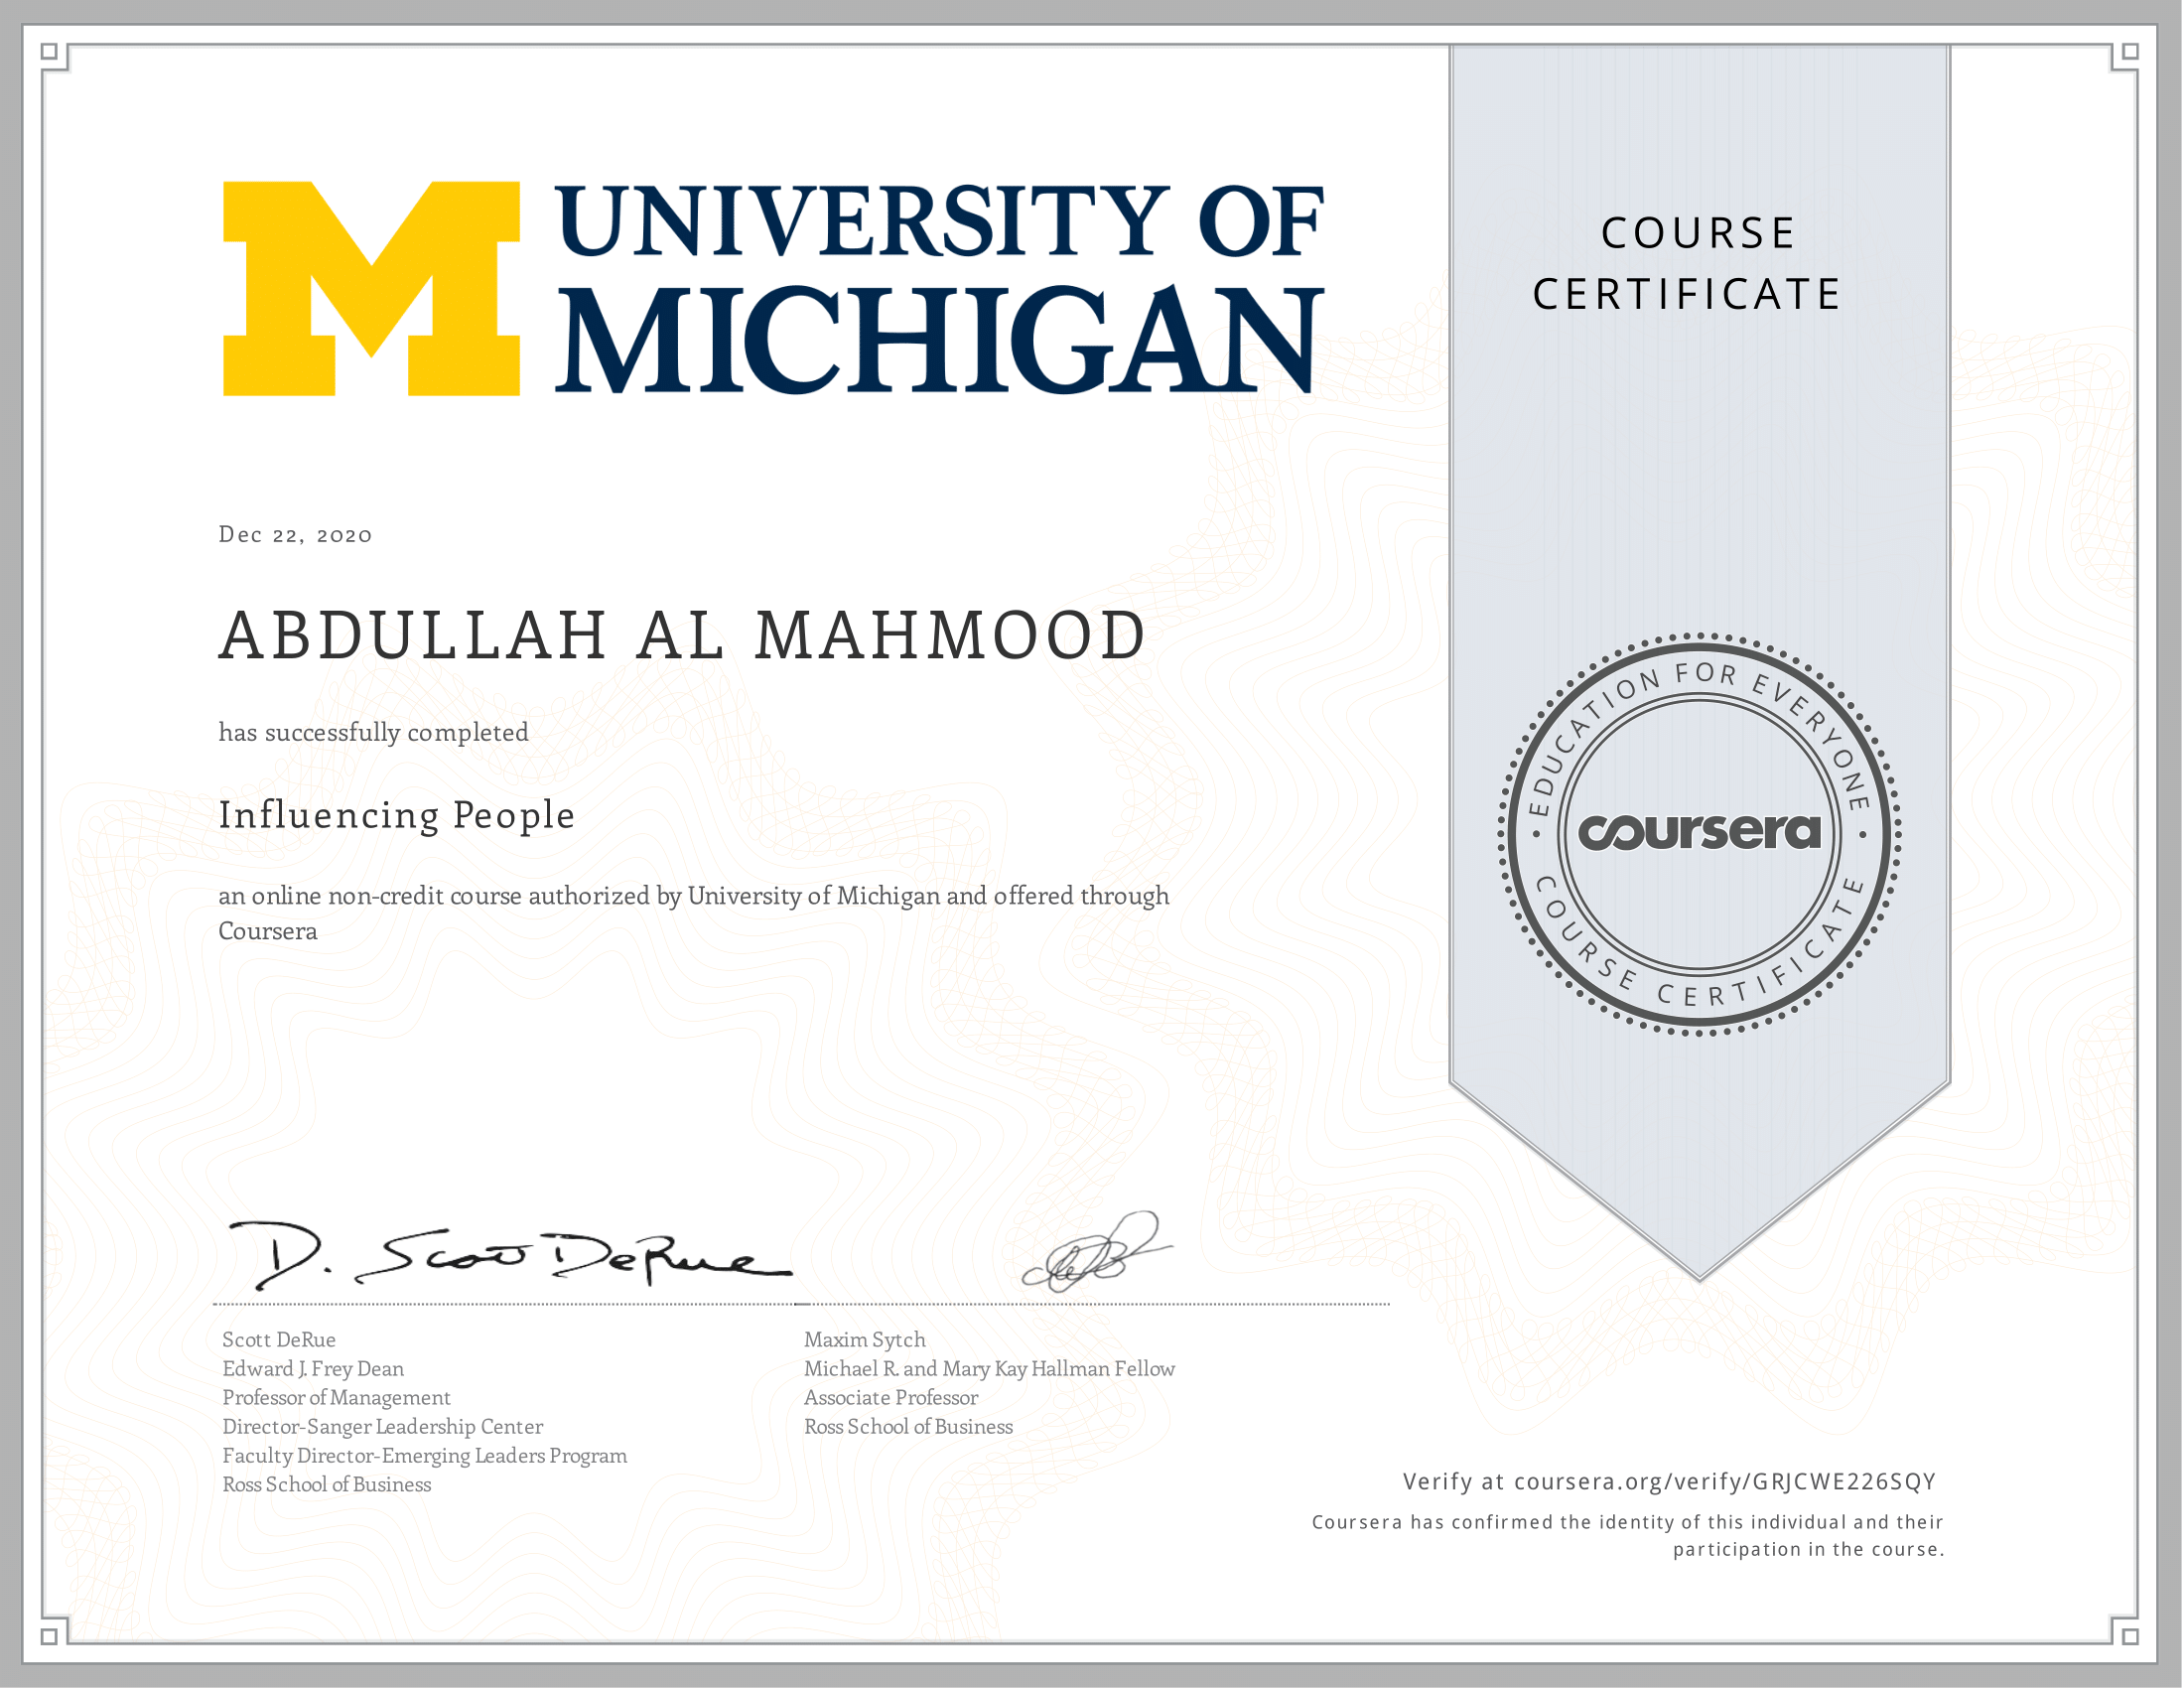 UNIVERSITY OF
MICHIGAN
COURSE
CERTIFICATE
Dec 22, 2020
ABDULLAH AL MAHMOOD
has successfully completed
Influencing People
an online non-credit course authorized by University of Michigan and offered through
Coursera
• EDUCATION FOR EVERYONE •
coursera
COURSE CERTIFICATE
D. Scott DeRue
Scott DeRue
Edward J. Frey Dean
Professor of Management
Director-Sanger Leadership Center
Faculty Director-Emerging Leaders Program
Ross School of Business
Maxim Sytch
Michael R. and Mary Kay Hallman Fellow
Associate Professor
Ross School of Business
Verify at coursera.org/verify/GRJCWE226SQY
Coursera has confirmed the identity of this individual and their
participation in the course.